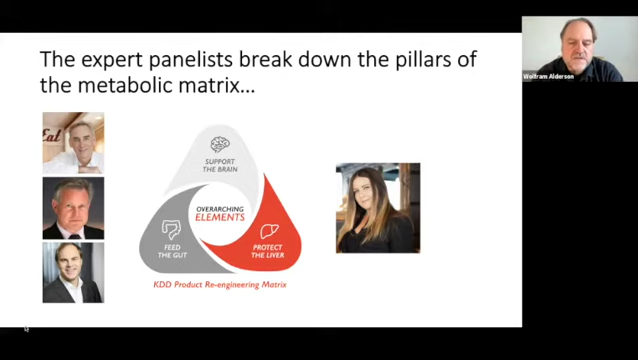 The expert panelists break down the pillars of
the metabolic matrix...
Wolfram Alderson
Eat
SUPPORT
THE BRAIN
OVERARCHING
ELEMENTS
FEED
THE GUT
PROTECT
THE LIVER
KDD Product Re-engineering Matrix